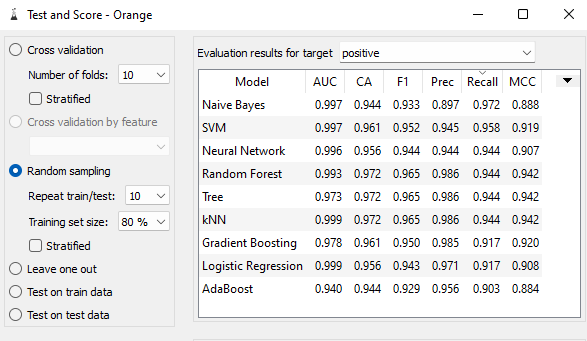 Test and Score - Orange
Cross validation
Number of folds: 10
Stratified
Cross validation by feature
Random sampling
Repeat train/test: 10
Training set size: 80 %
Stratified
Leave one out
Test on train data
Test on test data
Evaluation results for target positive
Model AUC CA F1 Prec Recall MCC
Naive Bayes 0.997 0.944 0.933 0.897 0.972 0.888
SVM 0.997 0.961 0.952 0.945 0.958 0.919
Neural Network 0.996 0.956 0.944 0.944 0.944 0.907
Random Forest 0.993 0.972 0.965 0.986 0.944 0.942
Tree 0.973 0.972 0.965 0.986 0.944 0.942
kNN 0.999 0.972 0.965 0.986 0.944 0.942
Gradient Boosting 0.978 0.961 0.950 0.985 0.917 0.920
Logistic Regression 0.999 0.956 0.943 0.971 0.917 0.908
AdaBoost 0.940 0.944 0.929 0.956 0.903 0.884